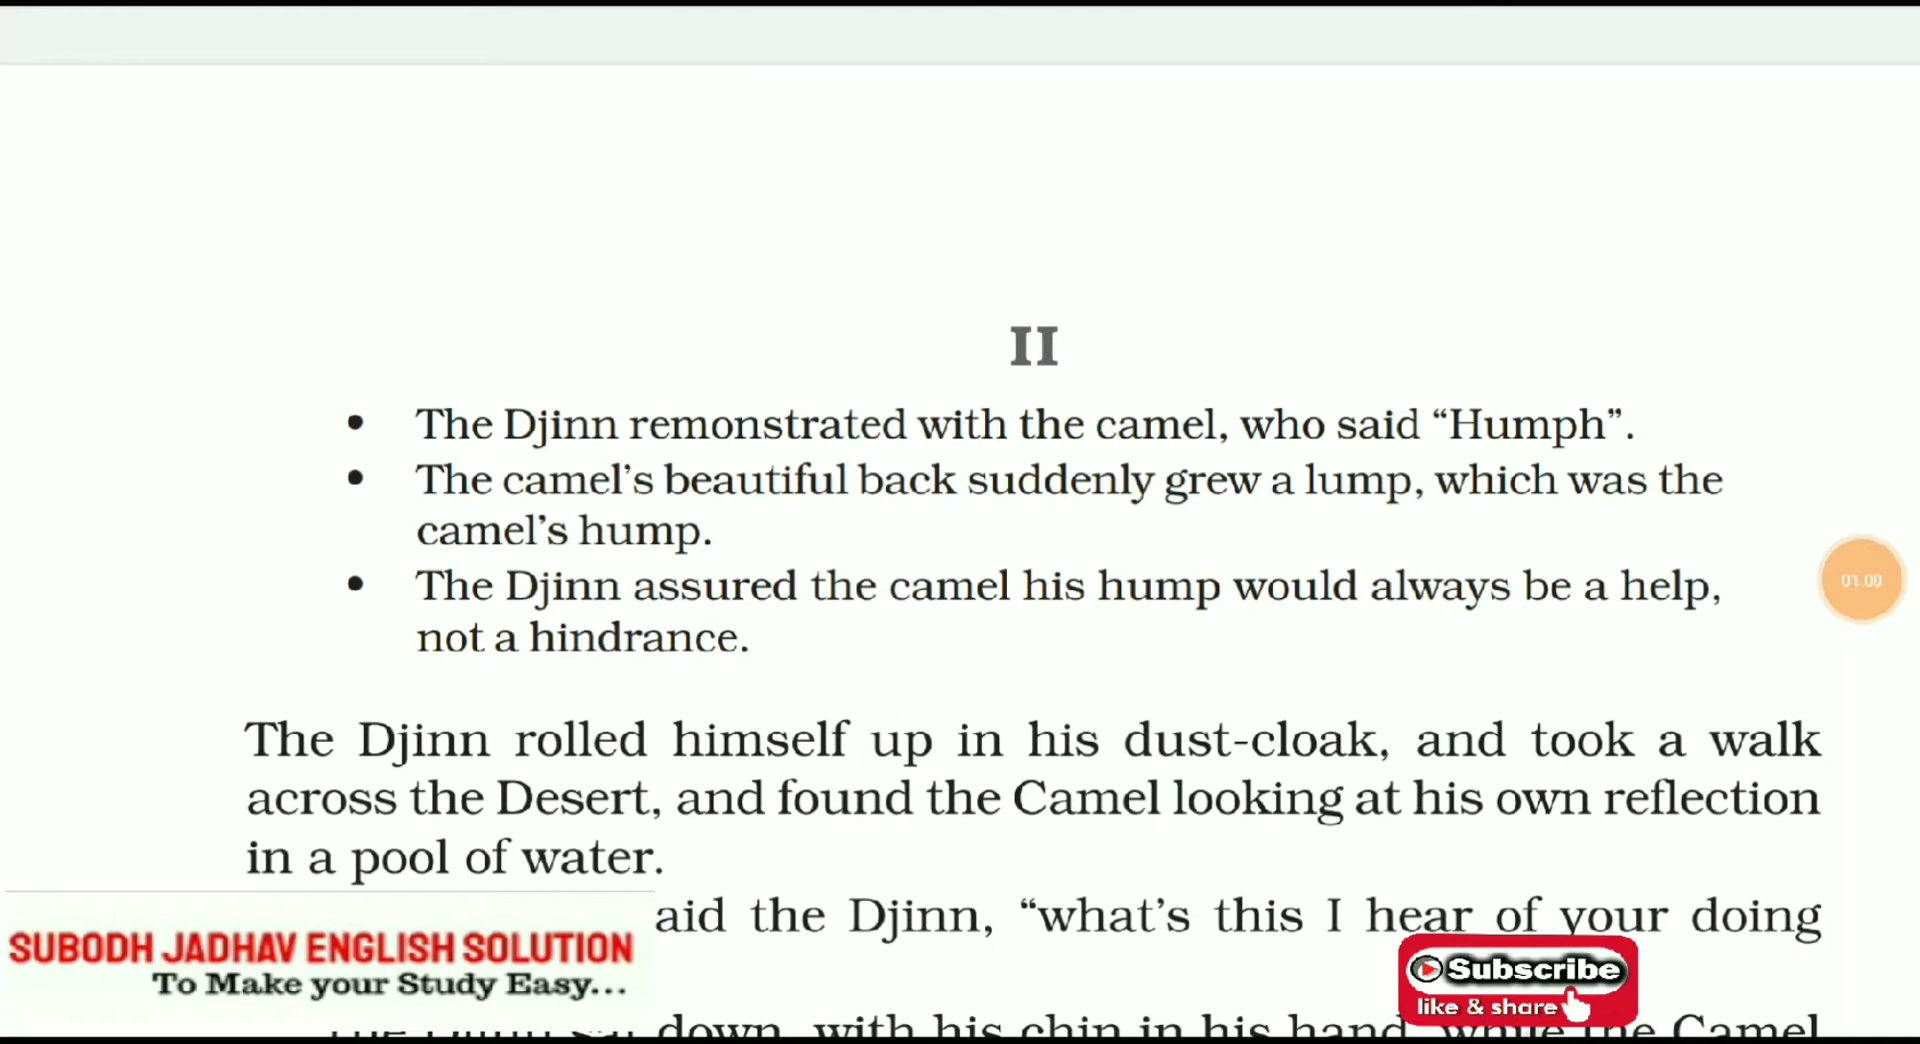 II
• The Djinn remonstrated with the camel, who said “Humph”.
• The camel’s beautiful back suddenly grew a lump, which was the
camel’s hump.
• The Djinn assured the camel his hump would always be a help,
not a hindrance.
01:00
The Djinn rolled himself up in his dust-cloak, and took a walk
across the Desert, and found the Camel looking at his own reflection
in a pool of water.
aid the Djinn, “what’s this I hear of your doing
SUBODH JADHAV ENGLISH SOLUTION
To Make your Study Easy...
Subscribe
like & share
down, with his chin in his hand, while the Camel